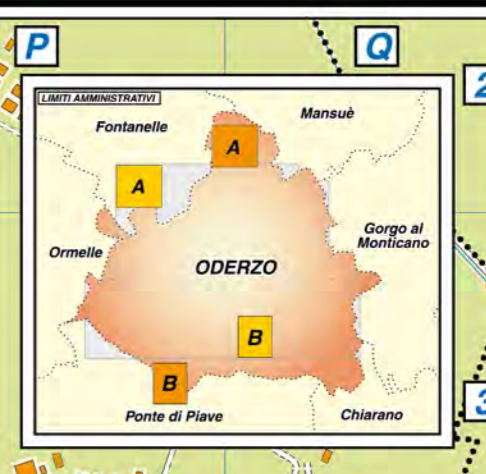 P
Q
2
LIMITI AMMINISTRATIVI
Fontanelle
Mansuè
A
A
Gorgo al
Monticano
Ormelle
ODERZO
B
B
3
Ponte di Piave
Chiarano